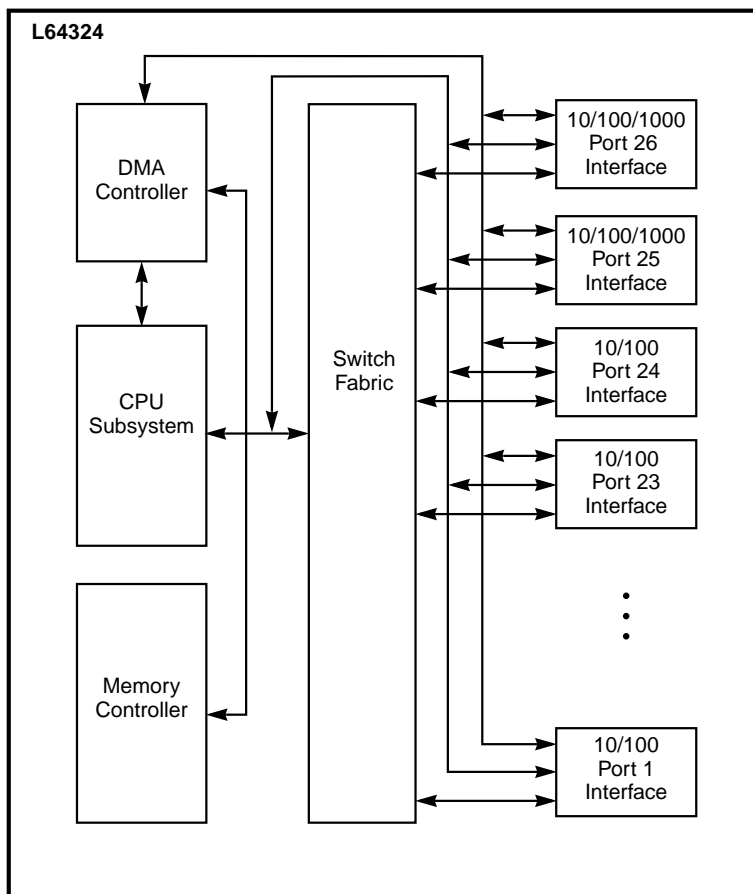 L64324
DMA
Controller
CPU
Subsystem
Memory
Controller
Switch
Fabric
10/100/1000
Port 26
Interface
10/100/1000
Port 25
Interface
10/100
Port 24
Interface
10/100
Port 23
Interface
10/100
Port 1
Interface